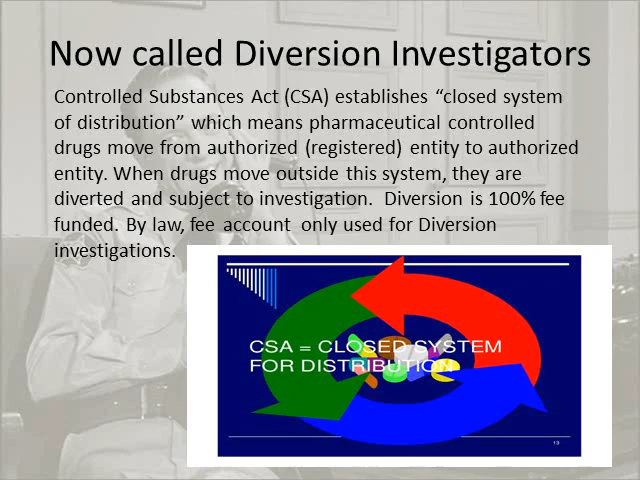 Now called Diversion Investigators
Controlled Substances Act (CSA) establishes “closed system
of distribution” which means pharmaceutical controlled
drugs move from authorized (registered) entity to authorized
entity. When drugs move outside this system, they are
diverted and subject to investigation.  Diversion is 100% fee
funded. By law, fee account  only used for Diversion
investigations.
CSA = CLOSED SYSTEM
FOR DISTRIBUTION
13